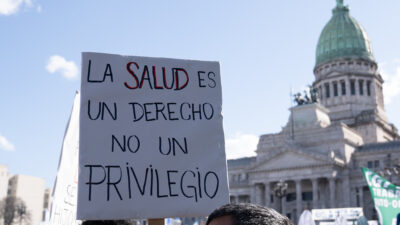 LA SALUD ES
UN DERECHO
NO UN
PRIVILEGIO